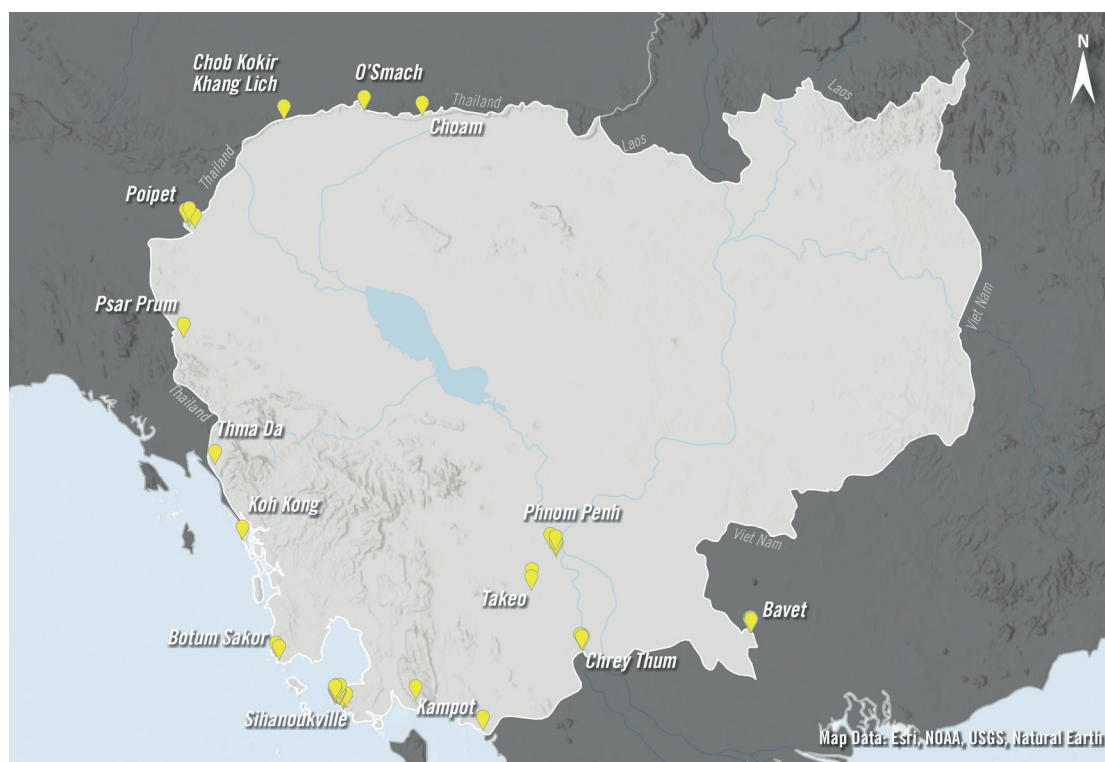 N
Chob Kokir
Khang Lich
O'Smach
Thailand
Choam
Laos
Laos
Thailand
Poipet
Psar Prum
Viet Nam
Thailand
Thma Da
Koh Kong
Phnom Penh
Viet Nam
Takeo
Bavet
Botum Sakor
Chrey Thum
Kampot
Sihanoukville
Map Data: Esri, NOAA, USGS, Natural Earth